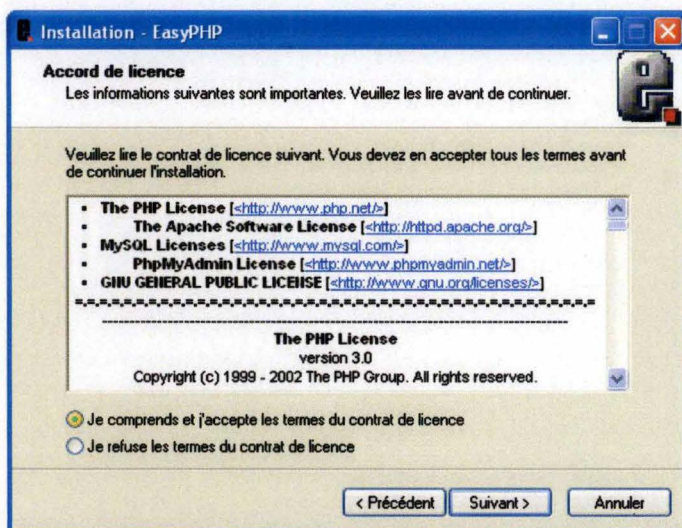 Installation - EasyPHP
Accord de licence
Les informations suivantes sont importantes. Veuillez les lire avant de continuer.
Veuillez lire le contrat de licence suivant. Vous devez en accepter tous les termes avant
de continuer l'installation.
▪ The PHP License [<http://www.php.net/>]
▪ The Apache Software License [<http://httpd.apache.org/>]
▪ MySQL Licenses [<http://www.mysql.com/>]
▪ PhpMyAdmin License [<http://www.phpmyadmin.net/>]
▪ GNU GENERAL PUBLIC LICENSE [<http://www.gnu.org/licenses/>]
The PHP License
version 3.0
Copyright (c) 1999 - 2002 The PHP Group. All rights reserved.
Je comprends et j'accepte les termes du contrat de licence
Je refuse les termes du contrat de licence
< Précédent
Suivant >
Annuler